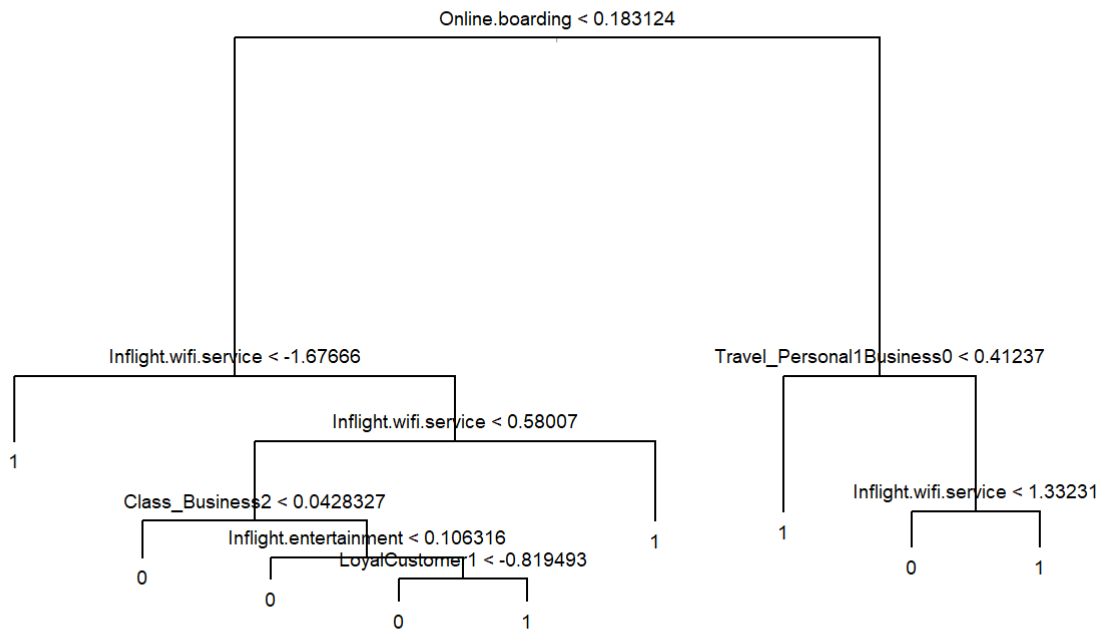 Online.boarding < 0.183124
Inflight.wifi.service < -1.67666
Travel_Personal1Business0 < 0.41237
Inflight.wifi.service < 0.58007
1
Inflight.wifi.service < 1.33231
Class_Business2 < 0.0428327
Inflight.entertainment < 0.106316
1
1
LoyalCustomer1 < -0.819493
0
0
1
0
0
1